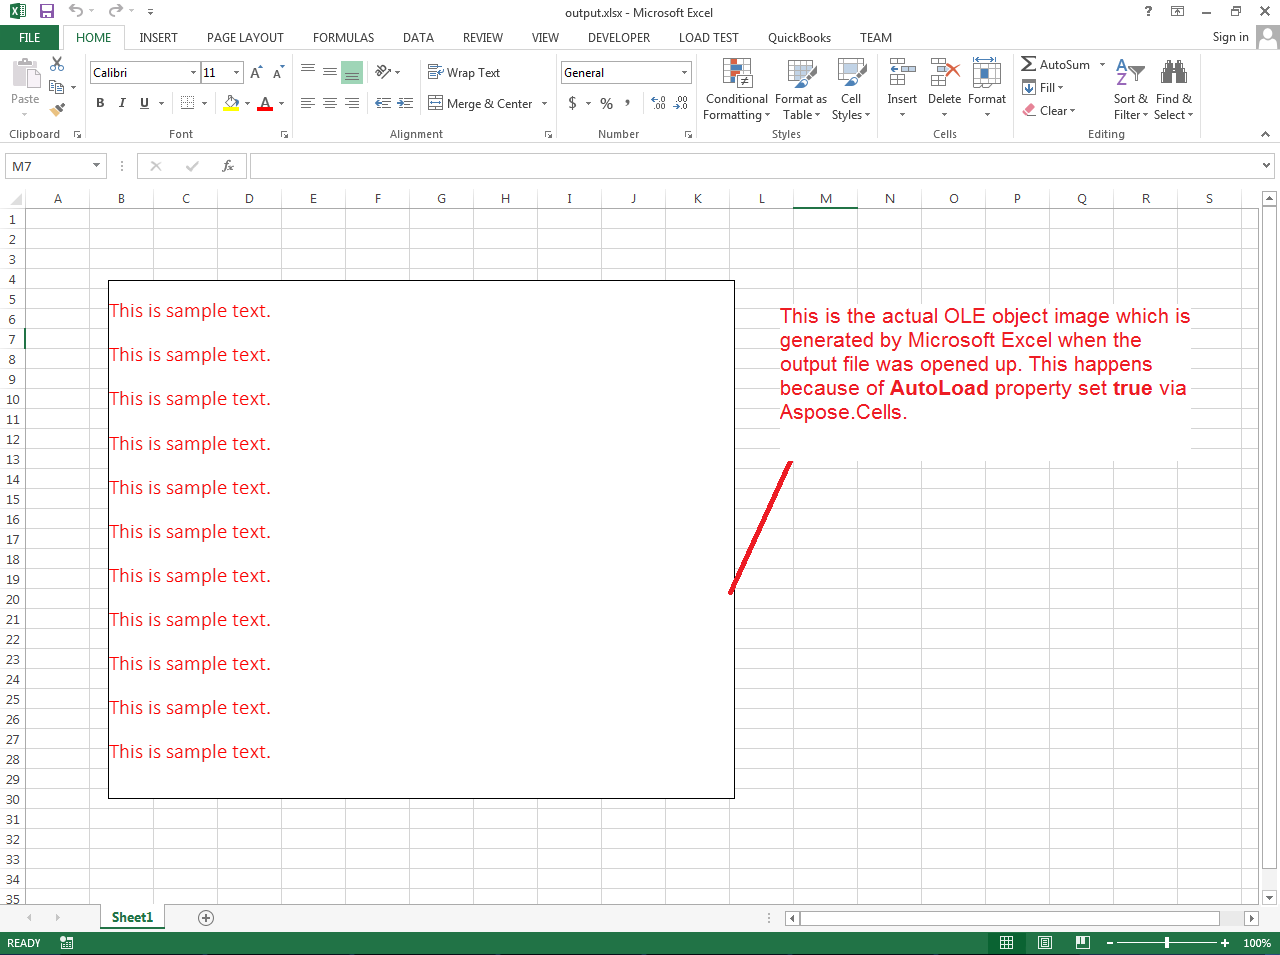 output.xlsx - Microsoft Excel
?
FILE HOME INSERT PAGE LAYOUT FORMULAS DATA REVIEW VIEW DEVELOPER LOAD TEST QuickBooks TEAM Sign in
Paste
Calibri 11
B I U A
Wrap Text
Merge & Center
General
$ % ,
Conditional Formatting
Format as Table
Cell Styles
Insert Delete Format
AutoSum
Fill
Clear
Sort & Filter
Find & Select
Clipboard Font Alignment Number Styles Cells Editing
M7 fx
A B C D E F G H I J K L M N O P Q R S
1
2
3
4
5
6
7
8
9
10
11
12
13
14
15
16
17
18
19
20
21
22
23
24
25
26
27
28
29
30
31
32
33
34
35
This is sample text.
This is sample text.
This is sample text.
This is sample text.
This is sample text.
This is sample text.
This is sample text.
This is sample text.
This is sample text.
This is sample text.
This is sample text.
This is the actual OLE object image which is
generated by Microsoft Excel when the
output file was opened up. This happens
because of AutoLoad property set true via
Aspose.Cells.
Sheet1
READY 100%